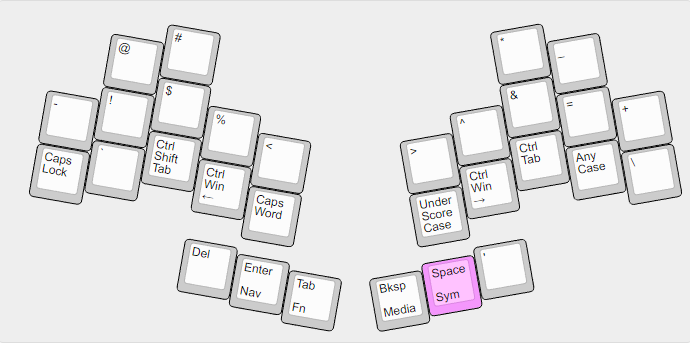 @
#
-
!
$
%
<
Caps
Lock
`
Ctrl
Shift
Tab
Ctrl
Win
←
Caps
Word
Del
Enter
Nav
Tab
Fn
*
_
>
^
&
=
+
Under
Score
Case
Ctrl
Win
→
Ctrl
Tab
Any
Case
\
Bksp
Media
Space
Sym
'